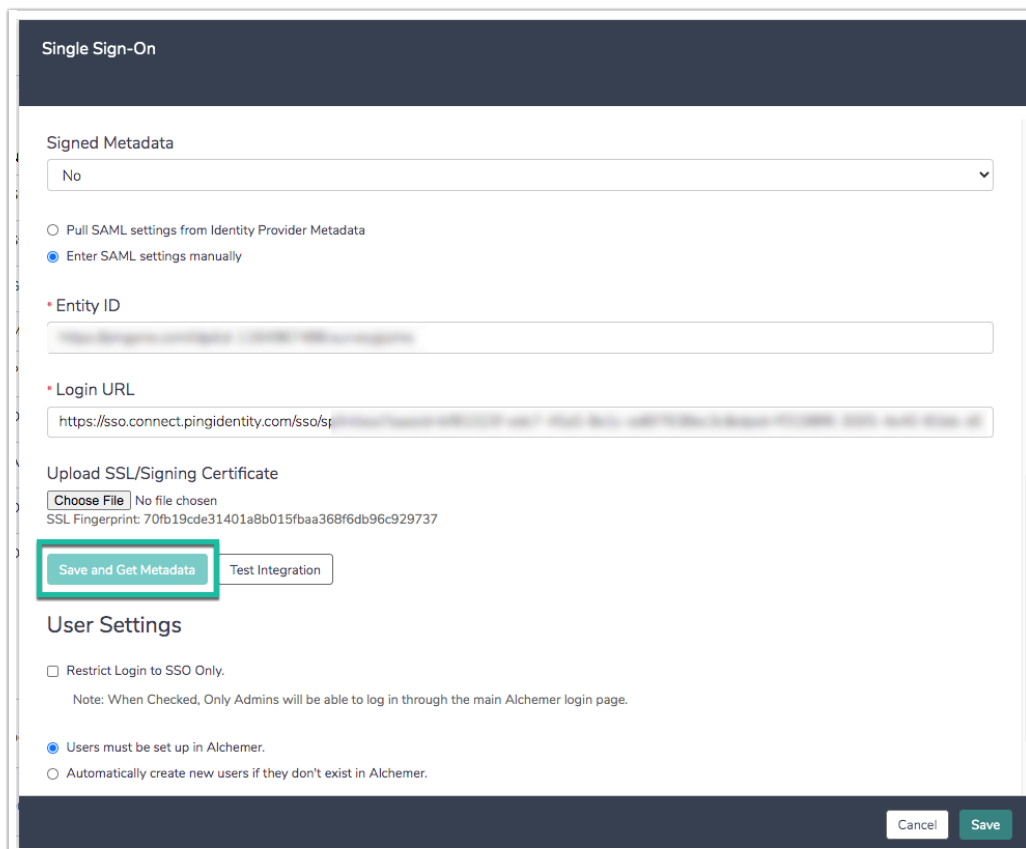 Single Sign-On
Signed Metadata
No
Pull SAML settings from Identity Provider Metadata
Enter SAML settings manually
* Entity ID
* Login URL
https://sso.connect.pingidentity.com/sso/sp
Upload SSL/Signing Certificate
Choose File No file chosen
SSL Fingerprint: 70fb19cde31401a8b015fbaa368f6db96c929737
Save and Get Metadata Test Integration
User Settings
Restrict Login to SSO Only.
Note: When Checked, Only Admins will be able to log in through the main Alchemer login page.
Users must be set up in Alchemer.
Automatically create new users if they don't exist in Alchemer.
Cancel Save